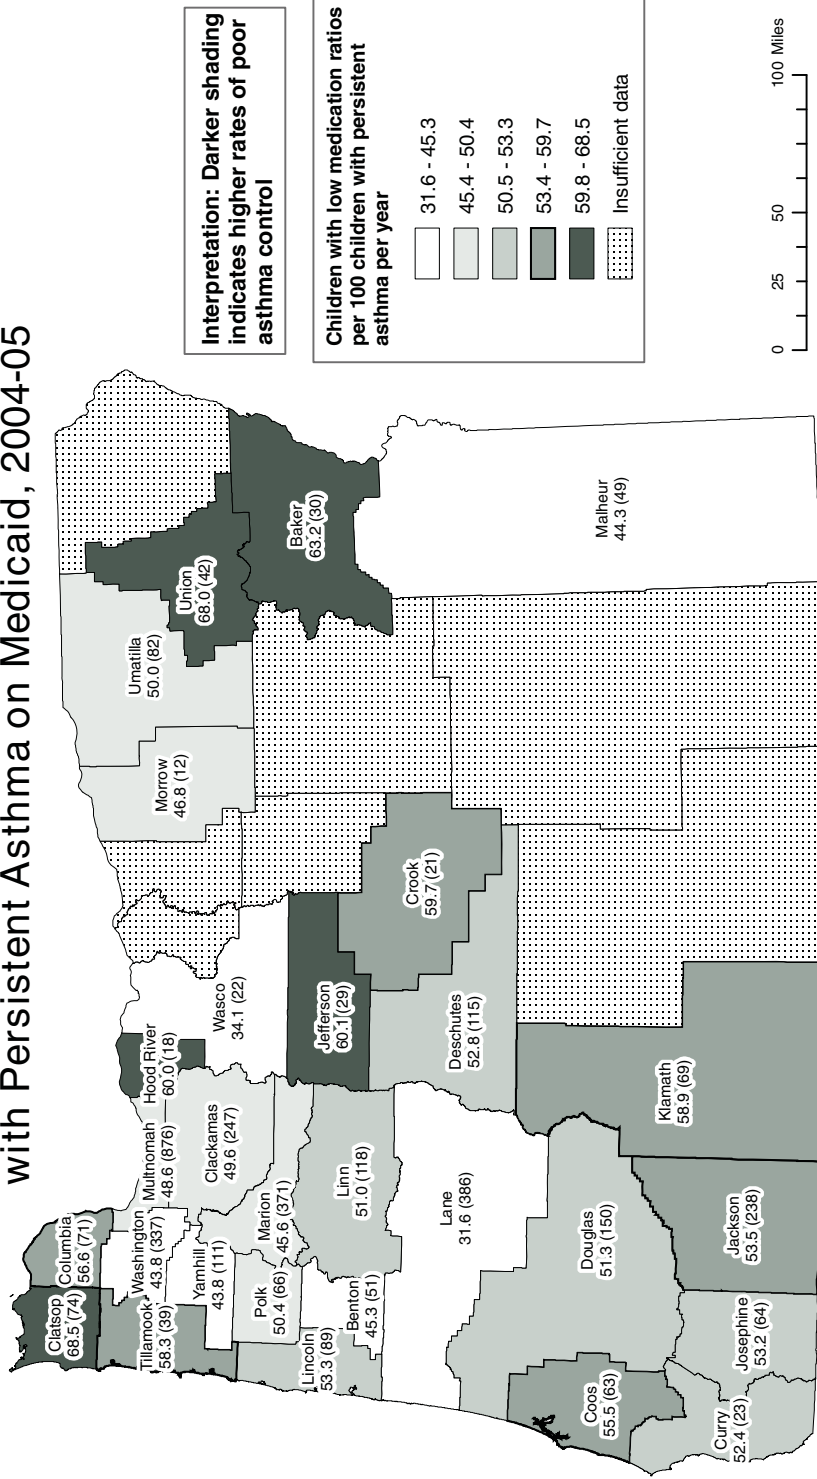 with Persistent Asthma on Medicaid, 2004-05
Interpretation: Darker shading
indicates higher rates of poor
asthma control
Children with low medication ratios
per 100 children with persistent
asthma per year
31.6 - 45.3
45.4 - 50.4
50.5 - 53.3
53.4 - 59.7
59.8 - 68.5
Insufficient data
0 25 50 100 Miles
Clatsop
68.5 (74)
Columbia
56.6 (71)
Tillamook
58.3 (39)
Washington
43.8 (337)
Multnomah
48.6 (876)
Hood River
60.0 (18)
Yamhill
43.8 (111)
Clackamas
49.6 (247)
Wasco
34.1 (22)
Morrow
46.8 (12)
Umatilla
50.0 (82)
Union
68.0 (42)
Baker
63.2 (30)
Polk
50.4 (66)
Marion
45.6 (371)
Lincoln
53.3 (89)
Benton
45.3 (51)
Linn
51.0 (118)
Jefferson
60.1 (29)
Crook
59.7 (21)
Deschutes
52.8 (115)
Lane
31.6 (386)
Malheur
44.3 (49)
Coos
55.5 (63)
Douglas
51.3 (150)
Klamath
58.9 (69)
Curry
52.4 (23)
Josephine
53.2 (64)
Jackson
53.5 (238)